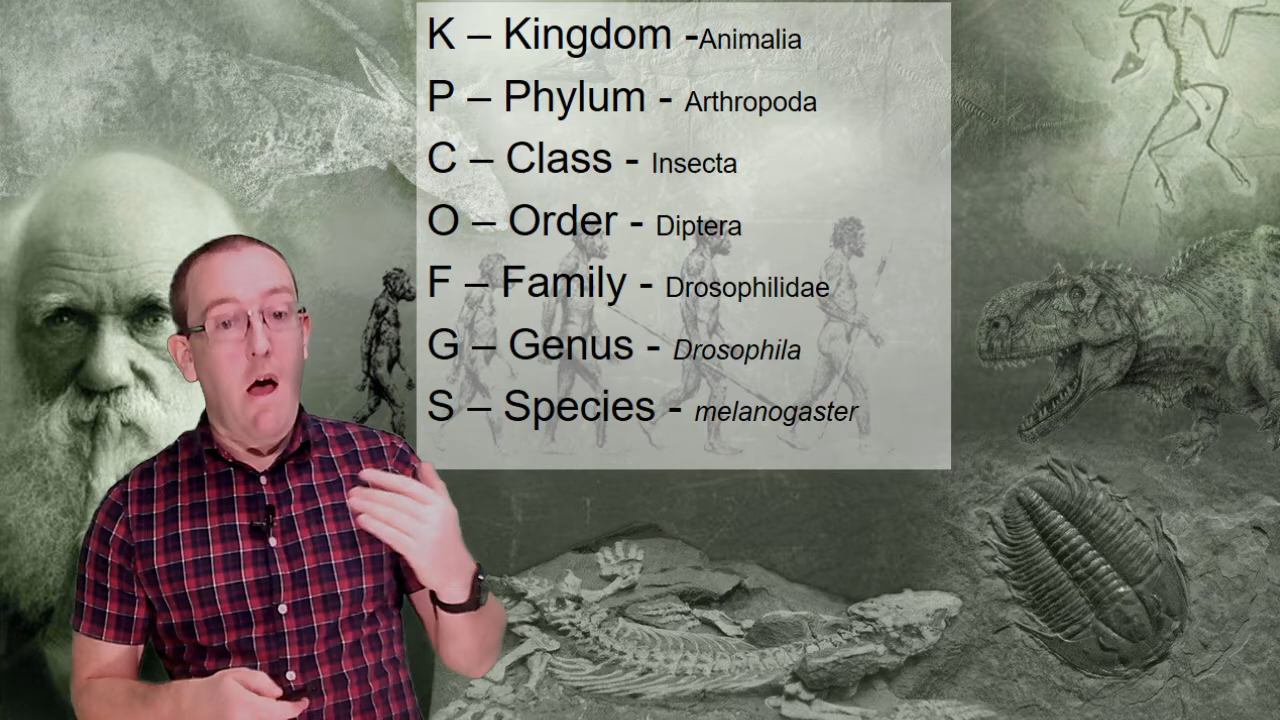 K – Kingdom -Animalia
P – Phylum - Arthropoda
C – Class - Insecta
O – Order - Diptera
F – Family - Drosophilidae
G – Genus - Drosophila
S – Species - melanogaster